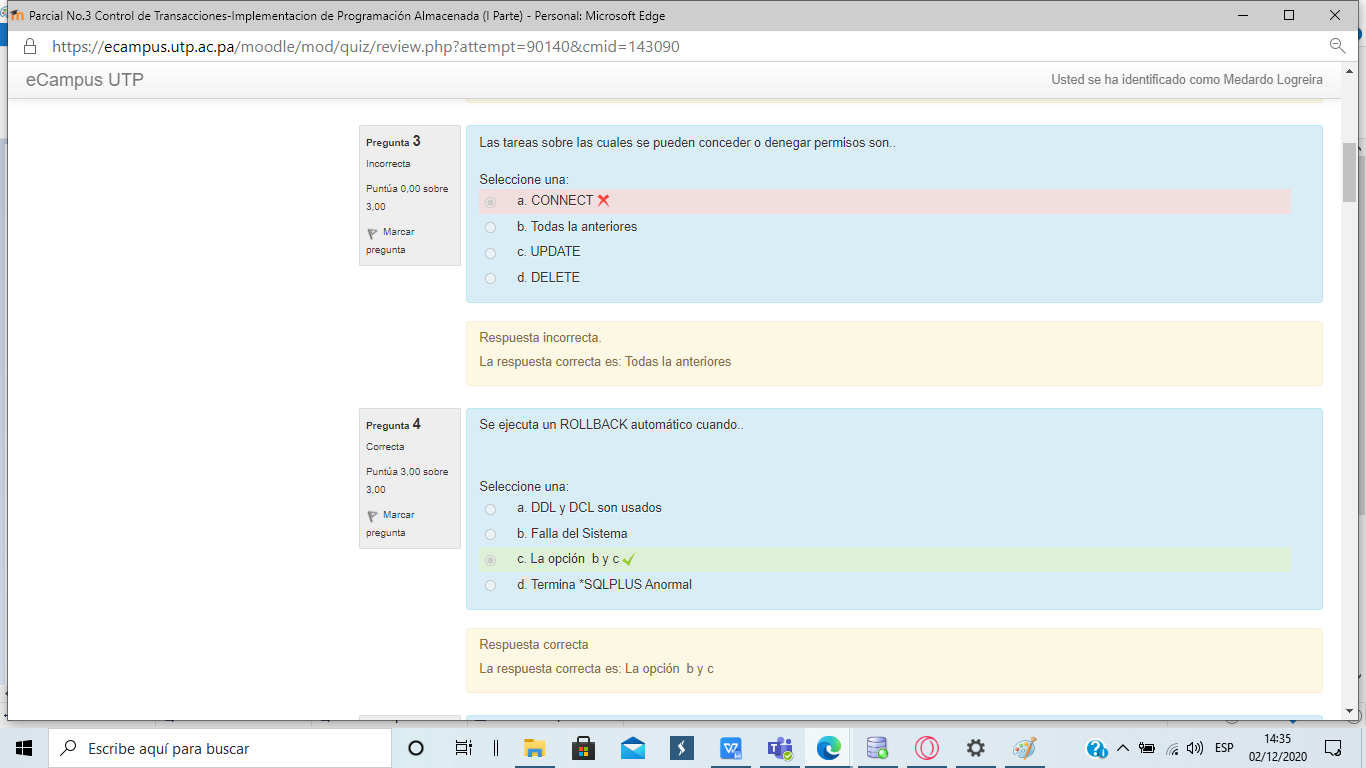 Parcial No.3 Control de Transacciones-Implementacion de Programación Almacenada (I Parte) - Personal: Microsoft Edge
https://ecampus.utp.ac.pa/moodle/mod/quiz/review.php?attempt=90140&cmid=143090
eCampus UTP
Usted se ha identificado como Medardo Logreira
Pregunta 3
Incorrecta
Puntúa 0,00 sobre
3,00
Marcar
pregunta
Las tareas sobre las cuales se pueden conceder o denegar permisos son..
Seleccione una:
a. CONNECT
b. Todas la anteriores
c. UPDATE
d. DELETE
Respuesta incorrecta.
La respuesta correcta es: Todas la anteriores
Pregunta 4
Correcta
Puntúa 3,00 sobre
3,00
Marcar
pregunta
Se ejecuta un ROLLBACK automático cuando..
Seleccione una:
a. DDL y DCL son usados
b. Falla del Sistema
c. La opción  b y c
d. Termina *SQLPLUS Anormal
Respuesta correcta
La respuesta correcta es: La opción  b y c
Escribe aquí para buscar
ESP
14:35
02/12/2020